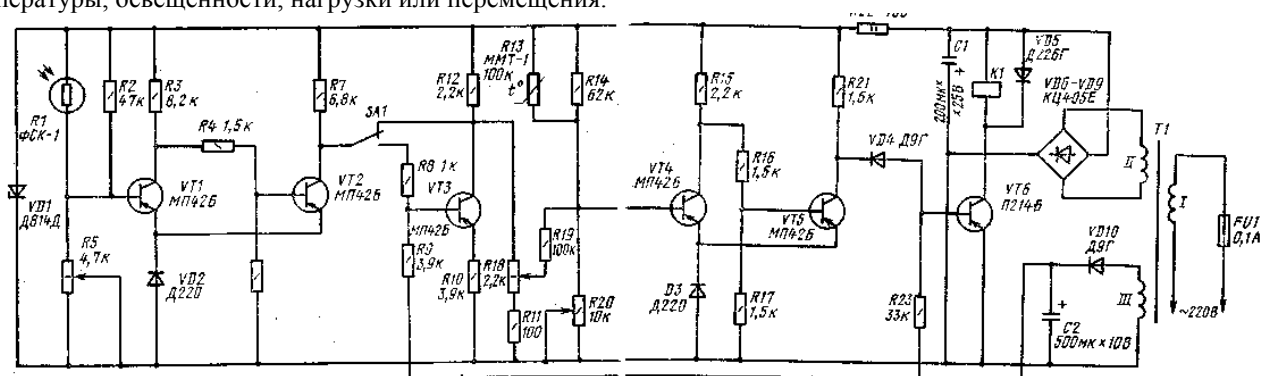 пературы, освещенности, нагрузки или перемещения.
R1
ФСК-1
R2
47к
R3
8,2к
R4 1,5к
R5
4,7к
VD1
Д814Д
VT1
МП42Б
VD2
Д220
R7
6,8к
SA1
VT2
МП42Б
R8 1к
R9
3,9к
VT3
МП42Б
R12
2,2к
R10
3,9к
R13
ММТ-1
100к
t°
R14
62к
R18
2,2к
R11
100
R19
100к
R20
10к
VT4
МП42Б
D3
Д220
R15
2,2к
R16
1,5к
R17
1,5к
VT5
МП42Б
R21
1,5к
VD4 Д9Г
R23
33к
C1
200мк×
×25В
+
K1
VD5
Д226Г
VD6-VD9
КЦ405Е
VT6
П214В
VD10
Д9Г
+
C2
500мк×10В
T1
II
I
III
FU1
0,1А
~220В